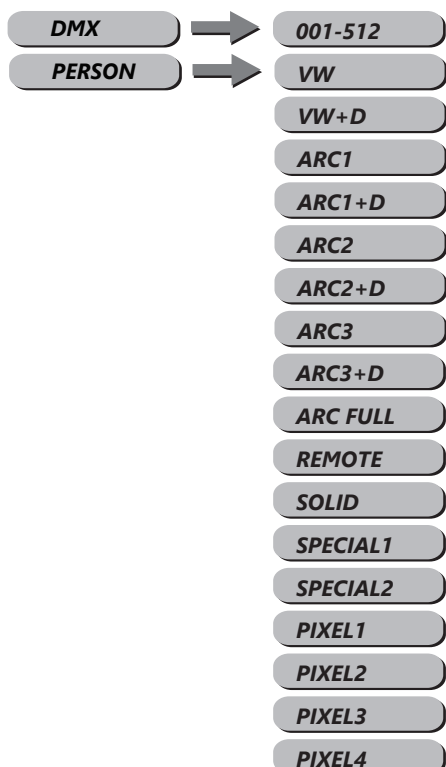 DMX 001-512
PERSON VW
VW+D
ARC1
ARC1+D
ARC2
ARC2+D
ARC3
ARC3+D
ARC FULL
REMOTE
SOLID
SPECIAL1
SPECIAL2
PIXEL1
PIXEL2
PIXEL3
PIXEL4